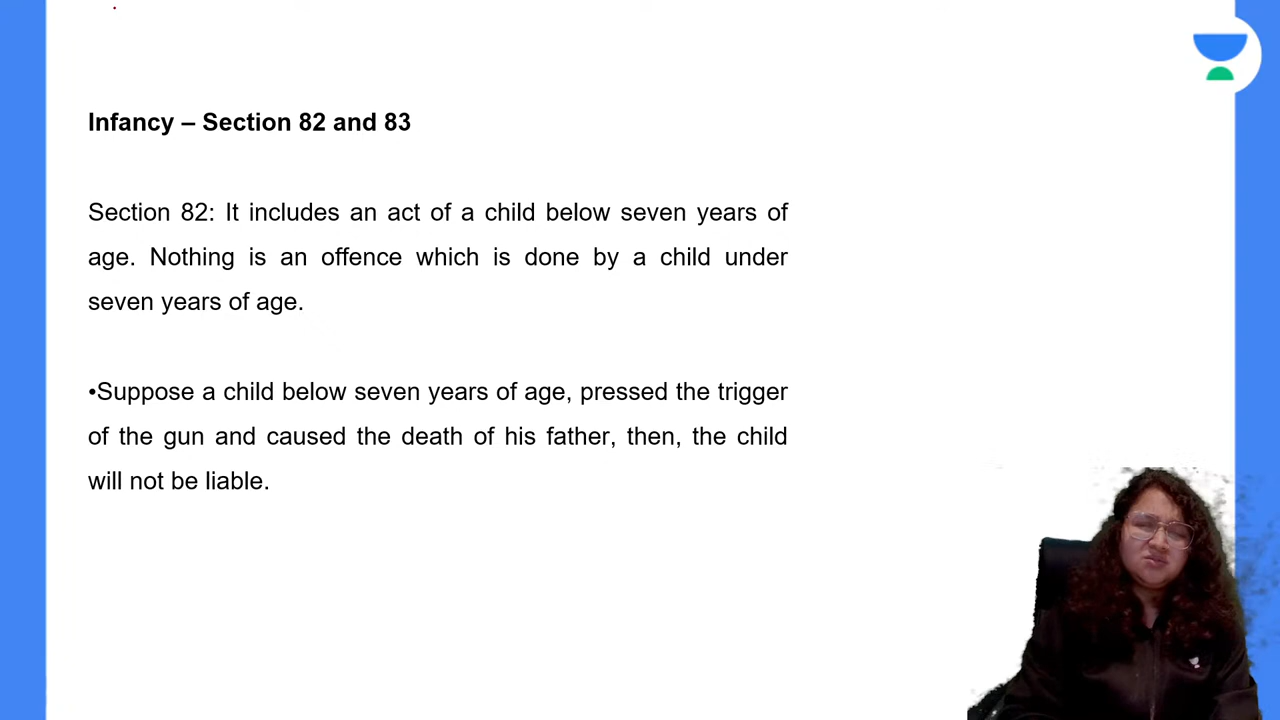 Infancy – Section 82 and 83
Section 82: It includes an act of a child below seven years of
age. Nothing is an offence which is done by a child under
seven years of age.
•Suppose a child below seven years of age, pressed the trigger
of the gun and caused the death of his father, then, the child
will not be liable.